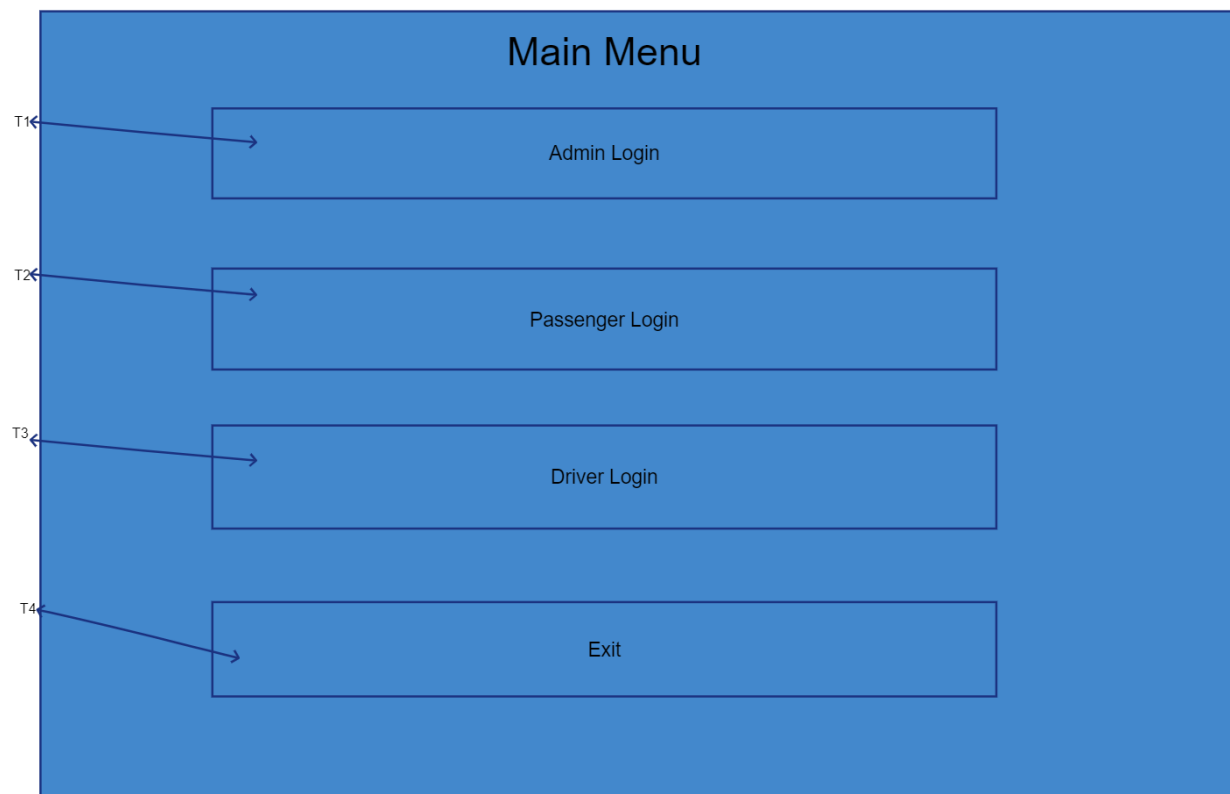 Main Menu
T1
Admin Login
T2
Passenger Login
T3
Driver Login
T4
Exit